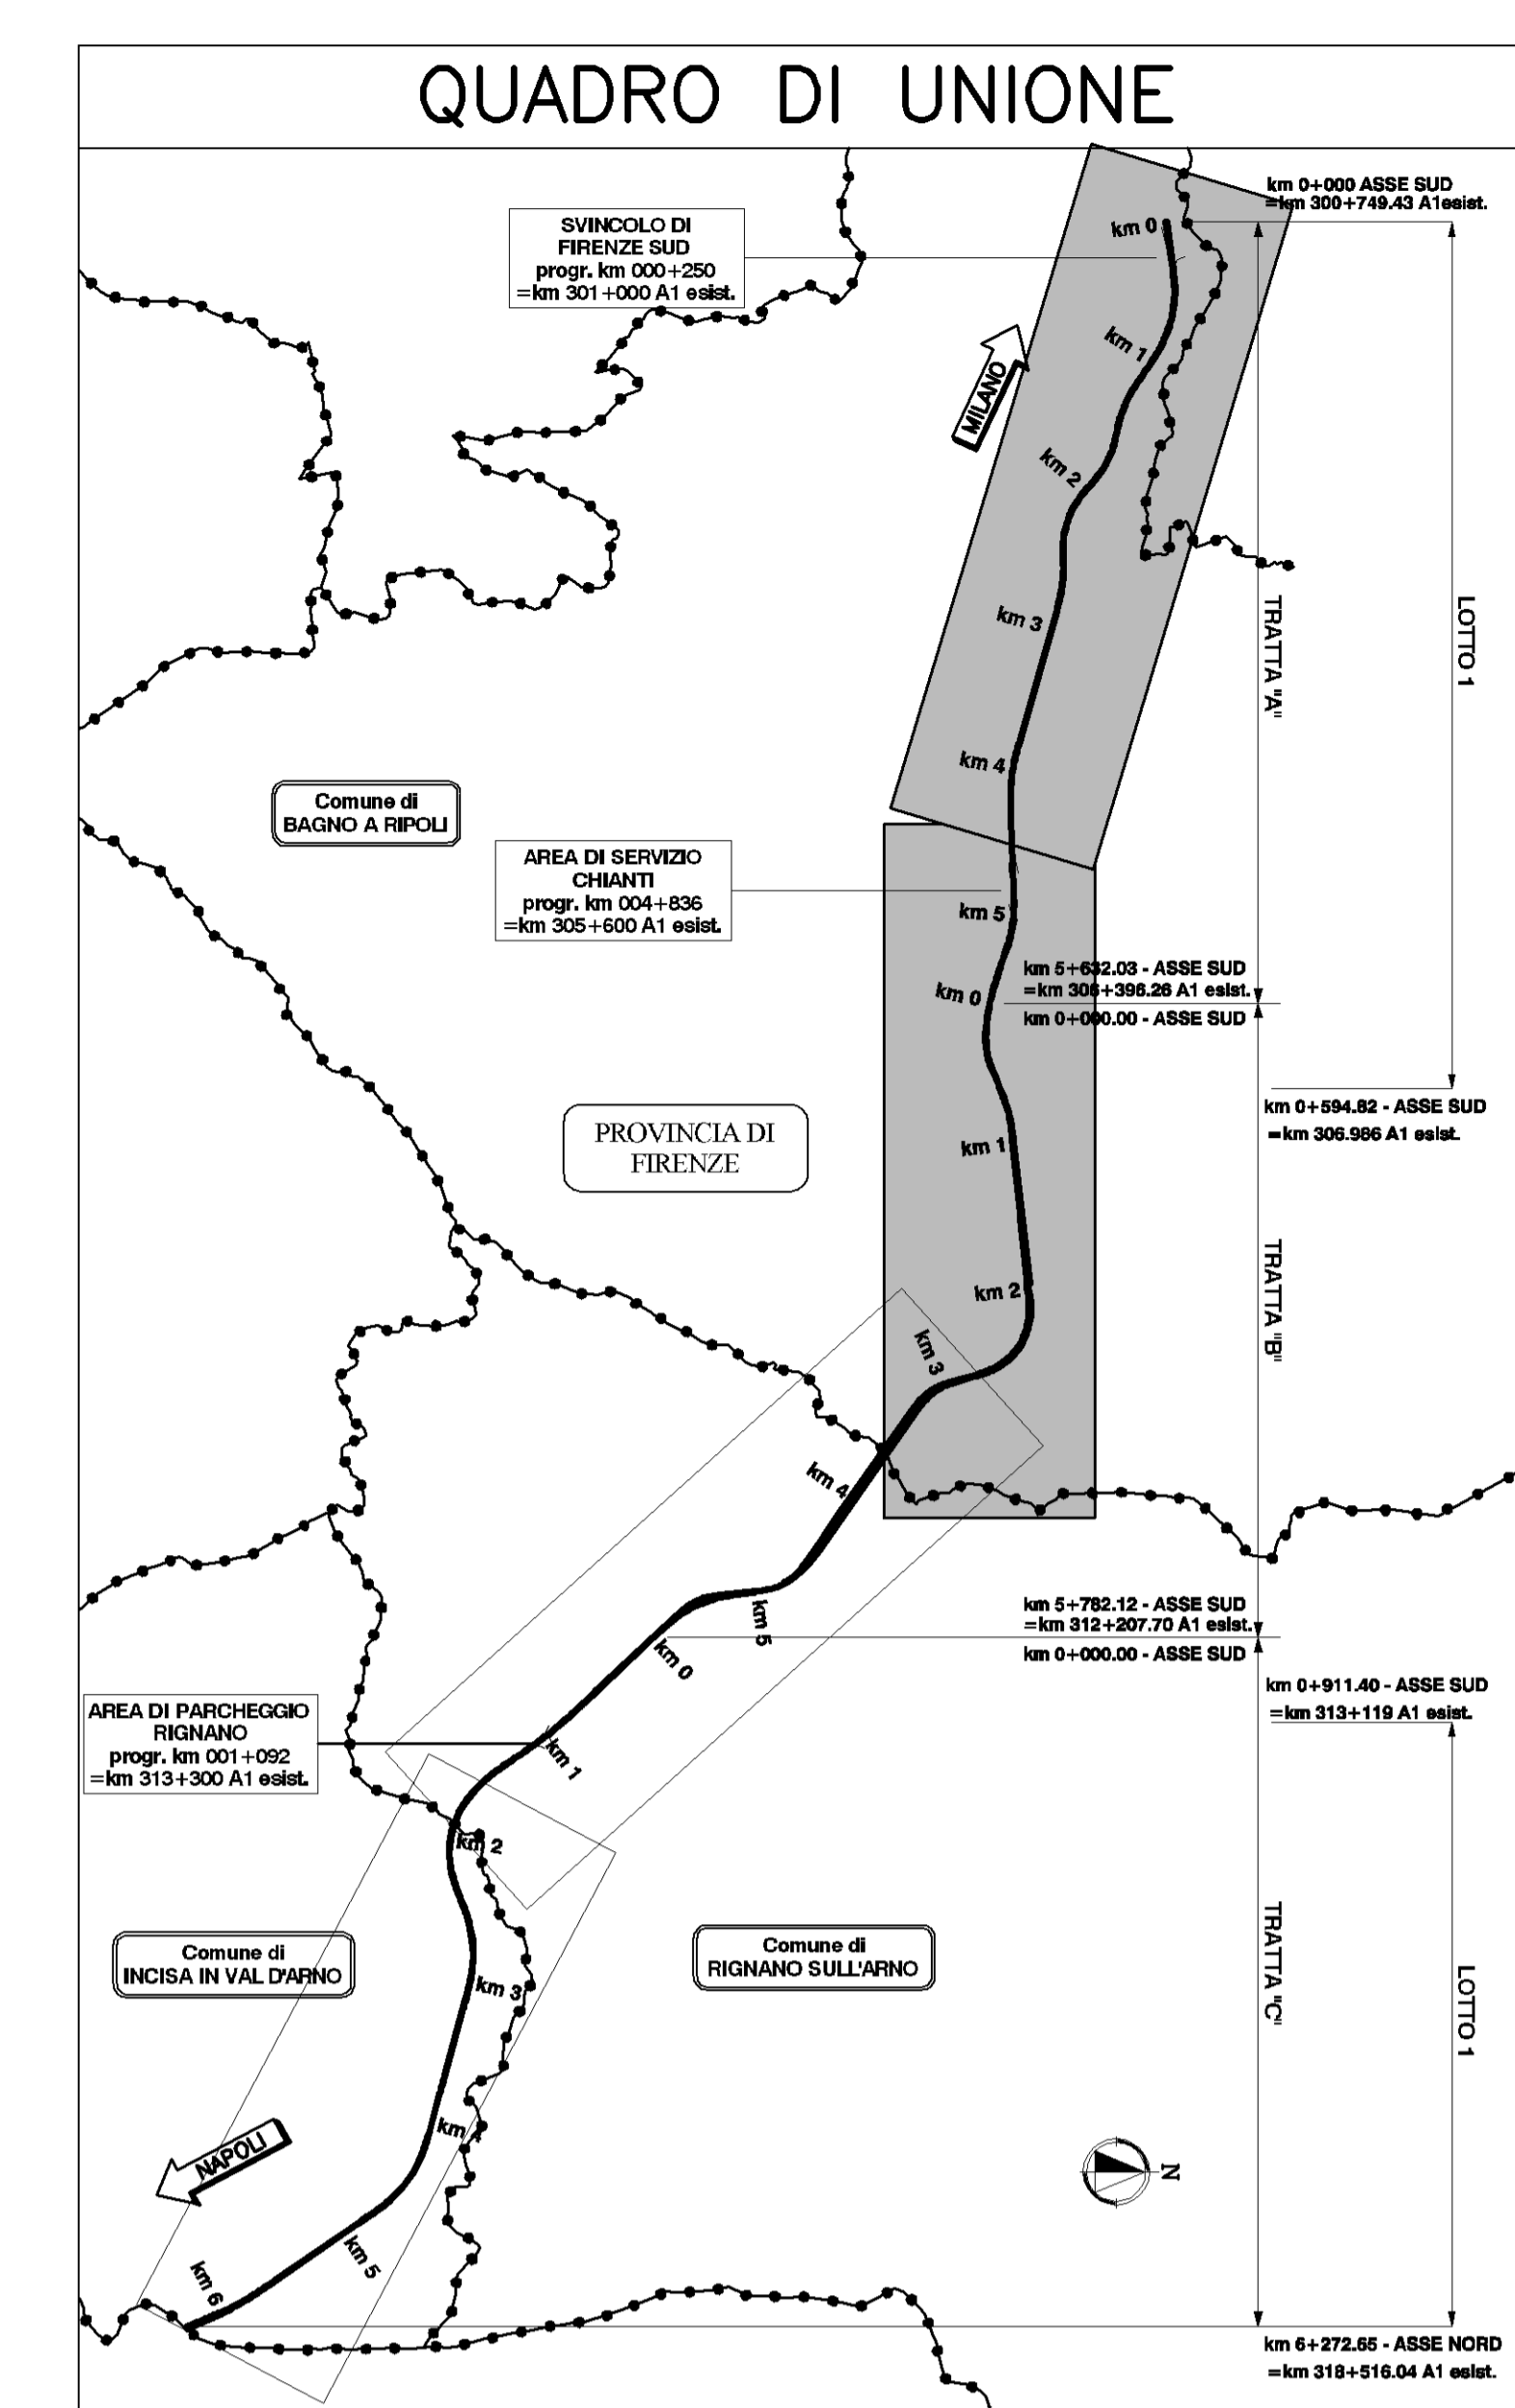 QUADRO DI UNIONE
km 0+000 ASSE SUD
=km 300+749.43 A1esist.
SVINCOLO DI
FIRENZE SUD
progr. km 000+250
=km 301+000 A1 esist.
km 0
km 1
MILANO
km 2
km 3
TRATTA "A"
LOTTO 1
km 4
Comune di
BAGNO A RIPOLI
AREA DI SERVIZIO
CHIANTI
progr. km 004+836
=km 305+600 A1 esist.
km 5
km 5+632.03 - ASSE SUD
=km 306+396.26 A1 esist.
km 0
km 0+000.00 - ASSE SUD
km 0+594.82 - ASSE SUD
=km 306.986 A1 esist.
PROVINCIA DI
FIRENZE
km 1
km 2
TRATTA "B"
km 3
km 4
km 5
km 5+782.12 - ASSE SUD
=km 312+207.70 A1 esist.
km 0
km 0+000.00 - ASSE SUD
km 0+911.40 - ASSE SUD
=km 313+119 A1 esist.
AREA DI PARCHEGGIO
RIGNANO
progr. km 001+092
=km 313+300 A1 esist.
km 1
km 2
Comune di
INCISA IN VAL D'ARNO
Comune di
RIGNANO SULL'ARNO
km 3
TRATTA "C"
LOTTO 1
km 4
NAPOLI
N
km 5
km 6
km 6+272.65 - ASSE NORD
=km 318+516.04 A1 esist.